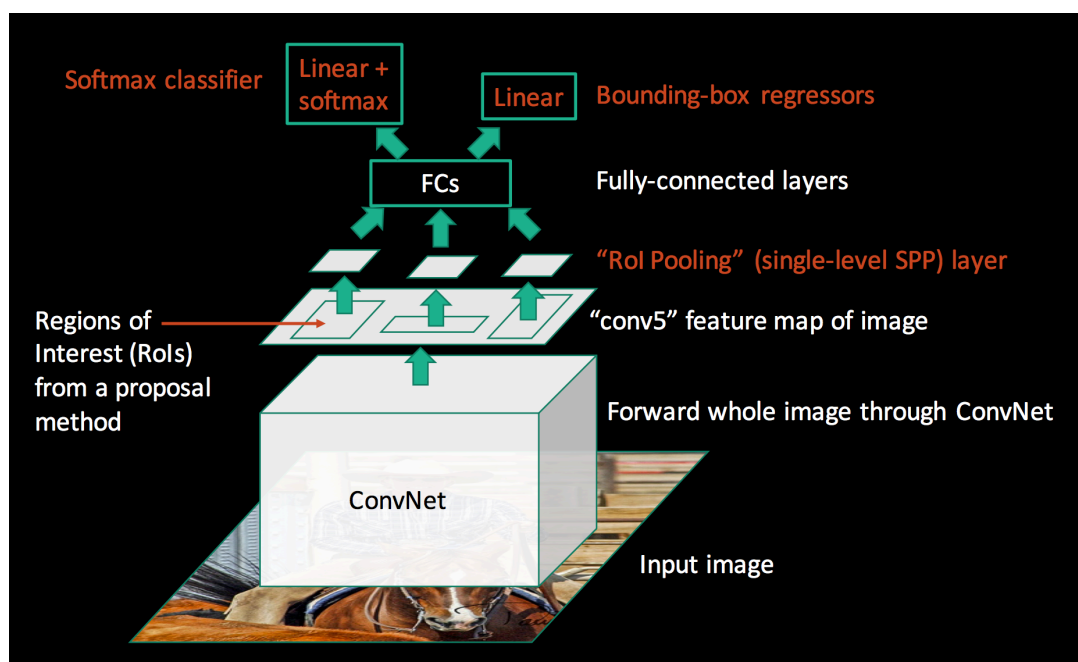 Softmax classifier
Linear +
softmax
Linear
Bounding-box regressors
FCs
Fully-connected layers
“RoI Pooling” (single-level SPP) layer
Regions of
Interest (RoIs)
from a proposal
method
“conv5” feature map of image
Forward whole image through ConvNet
ConvNet
Input image